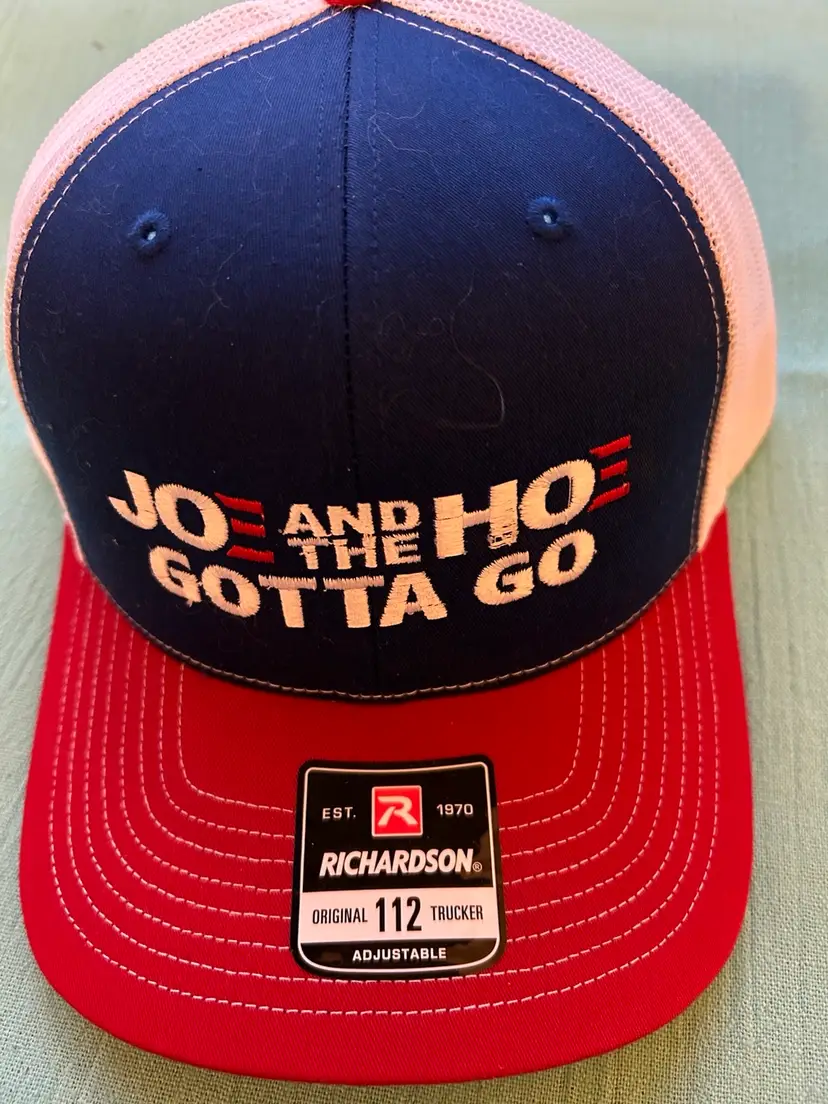 JOE AND THE HOE
GOTTA GO
EST. R 1970
RICHARDSON®
ORIGINAL 112 TRUCKER
ADJUSTABLE